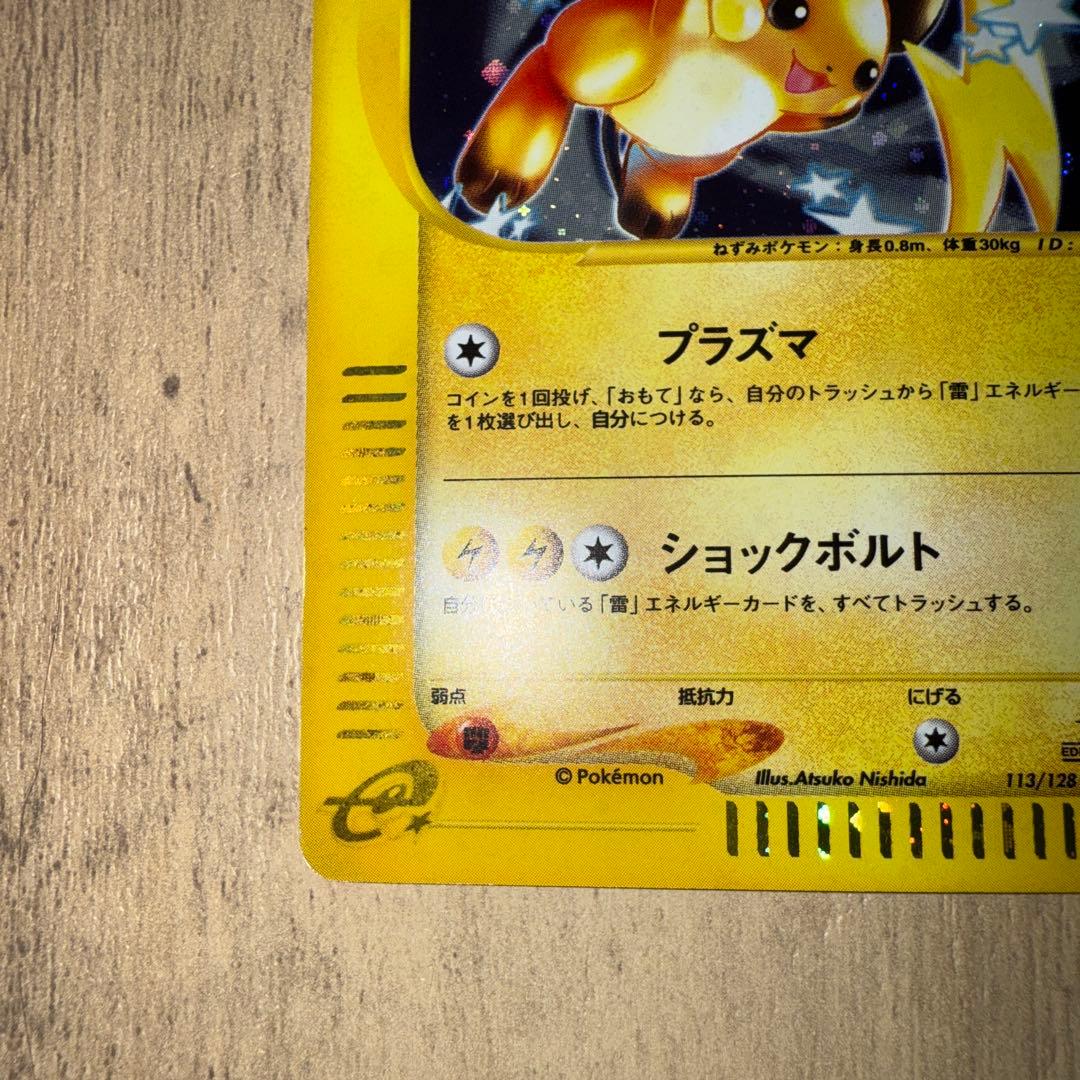 ねずみポケモン：身長0.8m、体重30kg ID：
プラズマ
コインを1回投げ、「おもて」なら、自分のトラッシュから「雷」エネルギー
を1枚選び出し、自分につける。
ショックボルト
自分 いる「雷」エネルギーカードを、すべてトラッシュする。
弱点 抵抗力 にげる
© Pokémon Illus.Atsuko Nishida 113/128
e